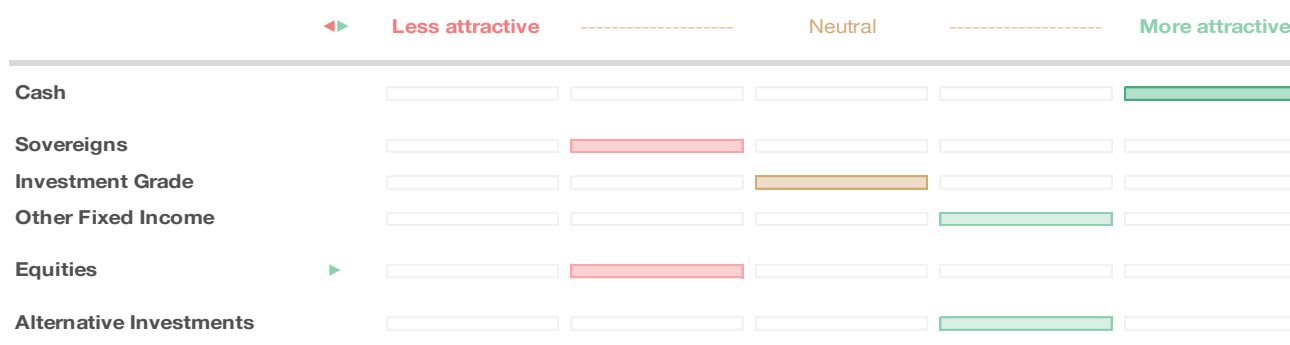 ◀▶ Less attractive ------------------- Neutral ------------------- More attractive
Cash
Sovereigns
Investment Grade
Other Fixed Income
Equities ▶
Alternative Investments